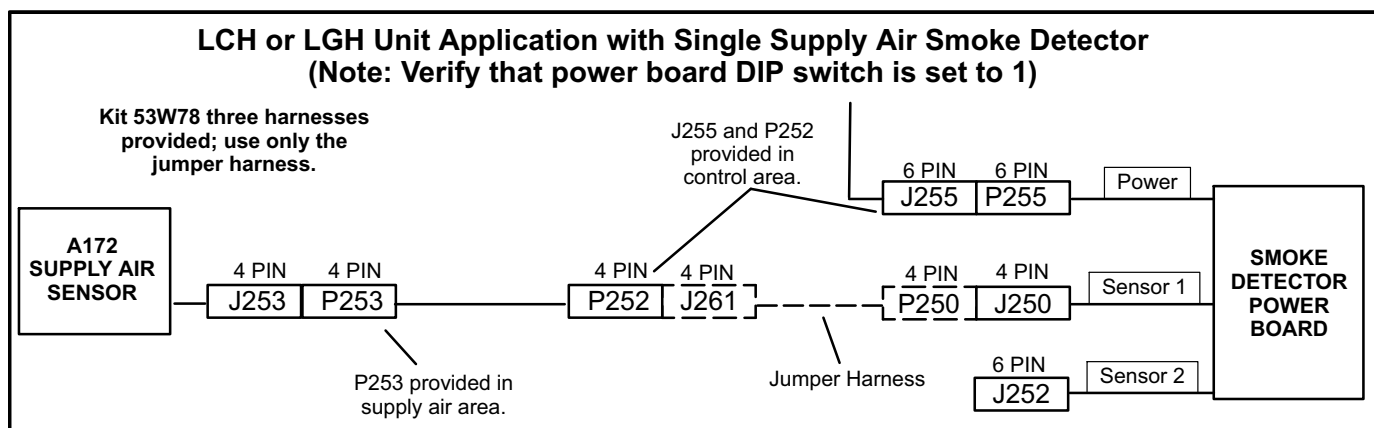 LCH or LGH Unit Application with Single Supply Air Smoke Detector
(Note: Verify that power board DIP switch is set to 1)
Kit 53W78 three harnesses
provided; use only the
jumper harness.
J255 and P252
provided in
control area.
6 PIN 6 PIN
J255 P255
Power
A172
SUPPLY AIR
SENSOR
4 PIN 4 PIN
J253 P253
4 PIN 4 PIN
P252 J261
4 PIN 4 PIN
P250 J250
Sensor 1
SMOKE
DETECTOR
POWER
BOARD
P253 provided in
supply air area.
Jumper Harness
6 PIN
J252
Sensor 2